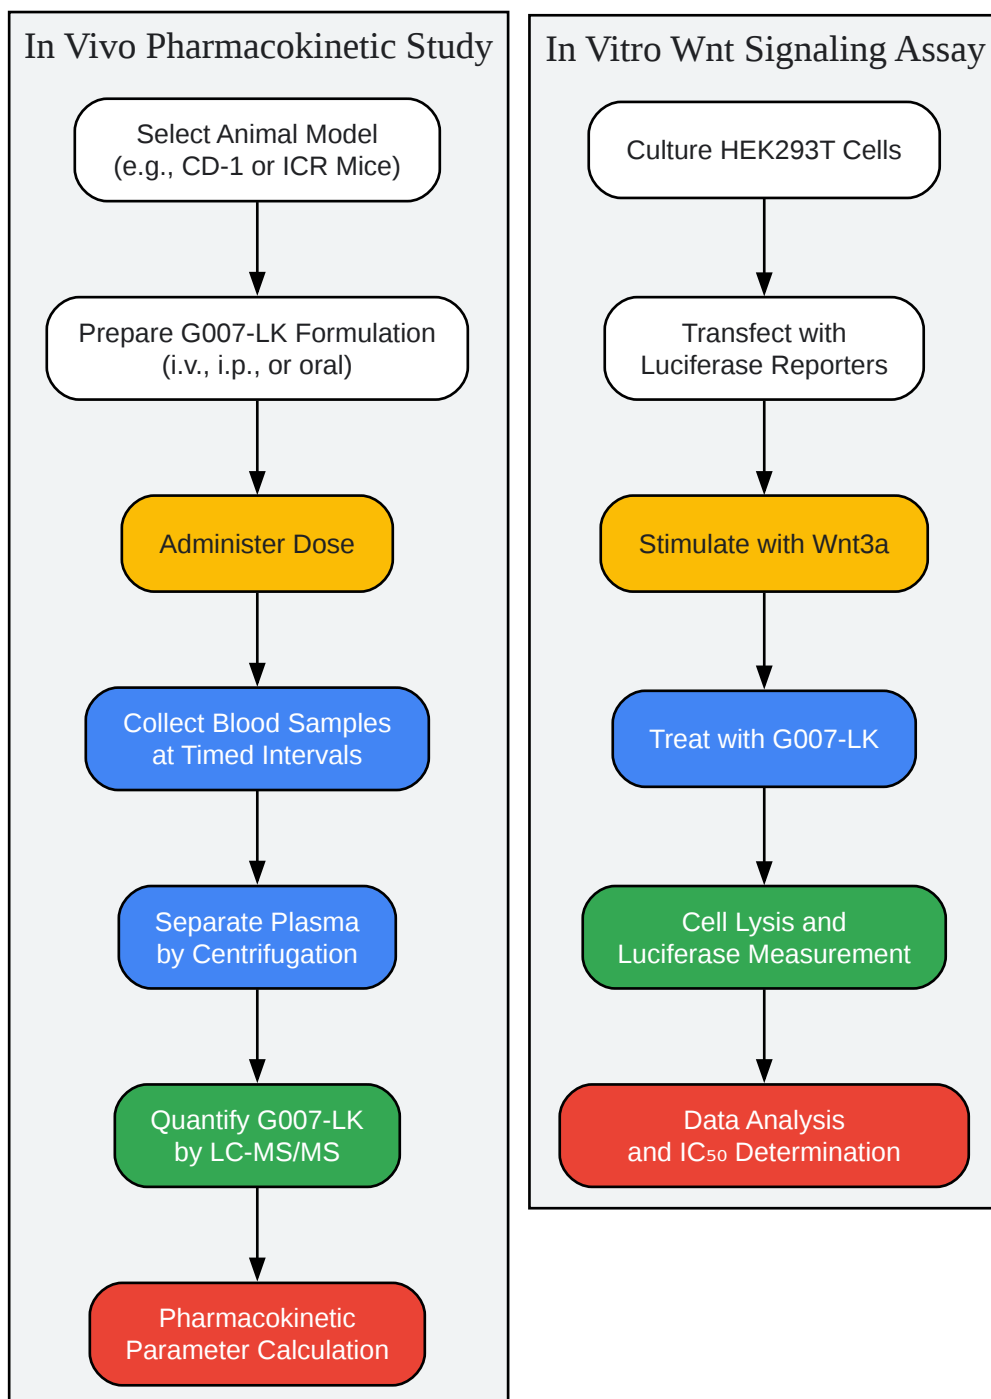 In Vivo Pharmacokinetic Study
Select Animal Model
(e.g., CD-1 or ICR Mice)
Prepare G007-LK Formulation
(i.v., i.p., or oral)
Administer Dose
Collect Blood Samples
at Timed Intervals
Separate Plasma
by Centrifugation
Quantify G007-LK
by LC-MS/MS
Pharmacokinetic
Parameter Calculation
In Vitro Wnt Signaling Assay
Culture HEK293T Cells
Transfect with
Luciferase Reporters
Stimulate with Wnt3a
Treat with G007-LK
Cell Lysis and
Luciferase Measurement
Data Analysis
and IC₅₀ Determination